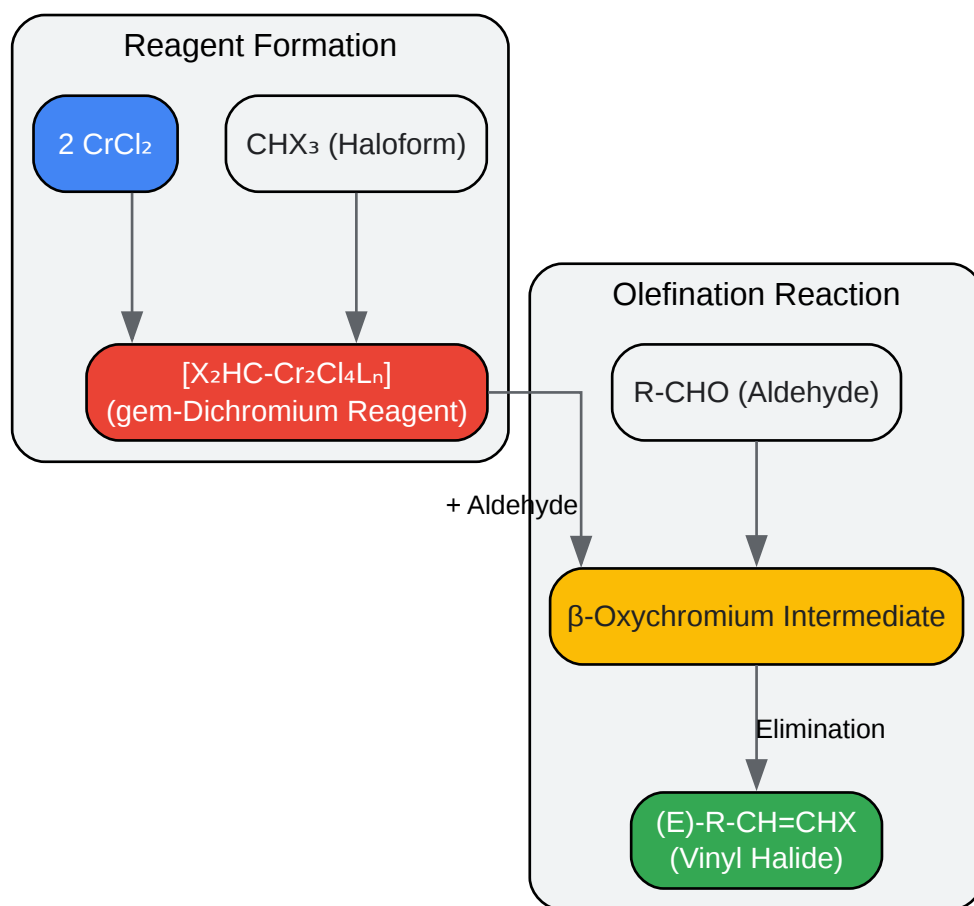 Reagent Formation
2 CrCl₂
CHX₃ (Haloform)
[X₂HC-Cr₂Cl₄Lₙ]
(gem-Dichromium Reagent)
Olefination Reaction
R-CHO (Aldehyde)
+ Aldehyde
β-Oxychromium Intermediate
Elimination
(E)-R-CH=CHX
(Vinyl Halide)